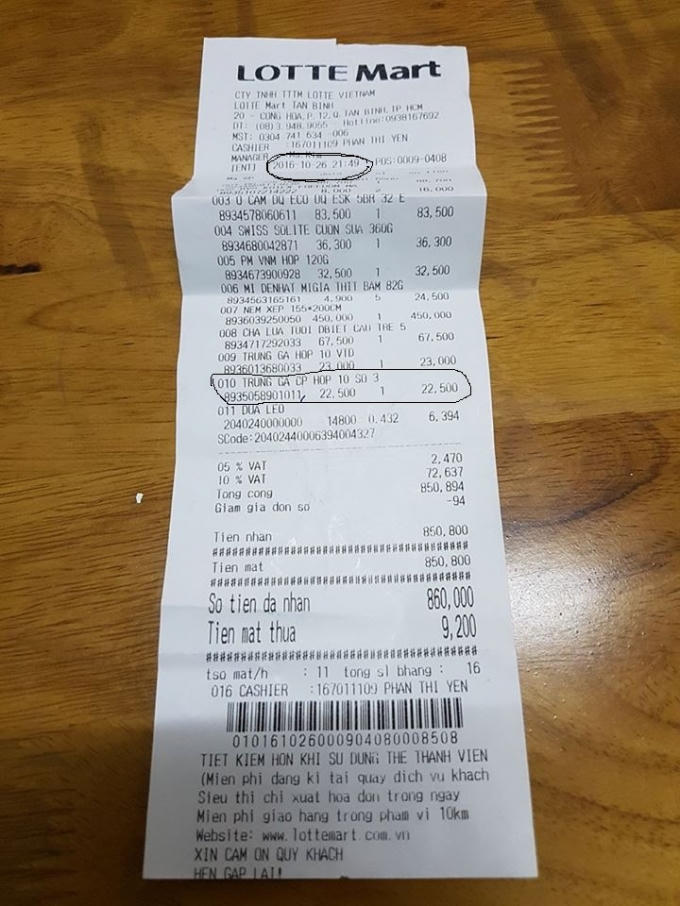 LOTTE Mart
CTY TNHH TTTM LOTTE VIETNAM
LOTTE Mart TAN BINH
20 - CONG HOA, P. 12, Q. TAN BINH, TP HCM
DT: (08)3.948.9055 Hotline:0938167692
MST: 0304 741 634 -006
CASHIER :167011109 PHAN THI YEN
MANAGER
[ENT] 2016-10-26 21:49 POS:0009-0408
8,000 2 16,000
003 O CAM DQ ECO DQ ESK 5BR 32 E
8934578060611 83,500 1 83,500
004 SWISS SOLITE CUON SUA 360G
8934680042871 36,300 1 36,300
005 PM VNM HOP 120G
8934673900928 32,500 1 32,500
006 MI DENHAT MIGIA THIT BAM 82G
8934563165161 4,900 5 24,500
007 NEM XEP 155*200CM
8936039250050 450,000 1 450,000
008 CHA LUA TUOI DBIET CAU TRE 5
8934717292033 67,500 1 67,500
009 TRUNG GA HOP 10 VTD
8936013680033 23,000 1 23,000
010 TRUNG GA CP HOP 10 SO 3
8935058901011 22,500 1 22,500
011 DUA LEO
2040240000000 14800 0.432 6,394
SCode:20402440006394004327
05 % VAT 2,470
10 % VAT 72,637
Tong cong 850,894
Giam gia don so -94
Tien nhan 850,800
Tien mat 850,800
So tien da nhan 860,000
Tien mat thua 9,200
tso mat/h : 11 tong sl bhang : 16
016 CASHIER :167011109 PHAN THI YEN
010161026000904080008508
TIET KIEM HON KHI SU DUNG THE THANH VIEN
(Mien phi dang ki tai quay dich vu khach
Sieu thi chi xuat hoa don trong ngay
Mien phi giao hang trong pham vi 10km
Website: www.lottemart.com.vn
XIN CAM ON QUY KHACH
HEN GAP LAI!